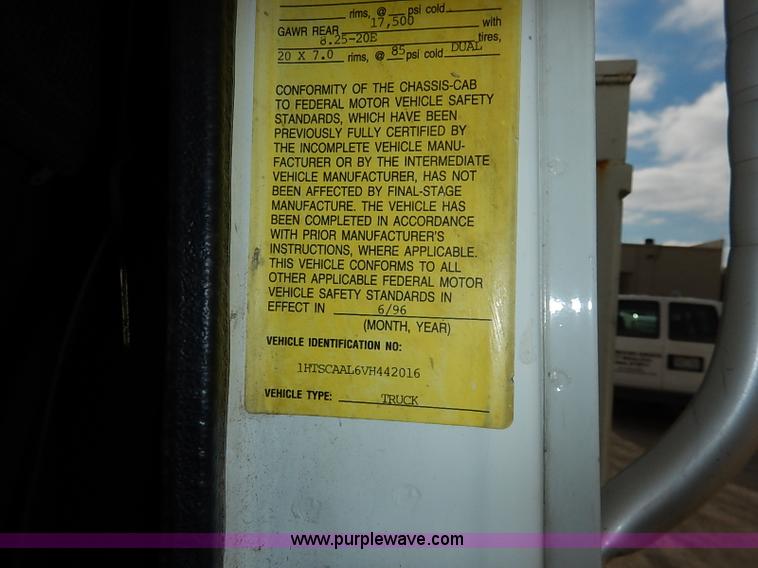 rims, @ psi cold
GAWR REAR 17,500 with
8.25-20E tires,
20 X 7.0 rims, @ 85 psi cold DUAL
CONFORMITY OF THE CHASSIS-CAB
TO FEDERAL MOTOR VEHICLE SAFETY
STANDARDS, WHICH HAVE BEEN
PREVIOUSLY FULLY CERTIFIED BY
THE INCOMPLETE VEHICLE MANU-
FACTURER OR BY THE INTERMEDIATE
VEHICLE MANUFACTURER, HAS NOT
BEEN AFFECTED BY FINAL-STAGE
MANUFACTURE. THE VEHICLE HAS
BEEN COMPLETED IN ACCORDANCE
WITH PRIOR MANUFACTURER'S
INSTRUCTIONS, WHERE APPLICABLE.
THIS VEHICLE CONFORMS TO ALL
OTHER APPLICABLE FEDERAL MOTOR
VEHICLE SAFETY STANDARDS IN
EFFECT IN 6/96
(MONTH, YEAR)
VEHICLE IDENTIFICATION NO:
1HTSCAAL6VH442016
VEHICLE TYPE: TRUCK
www.purplewave.com